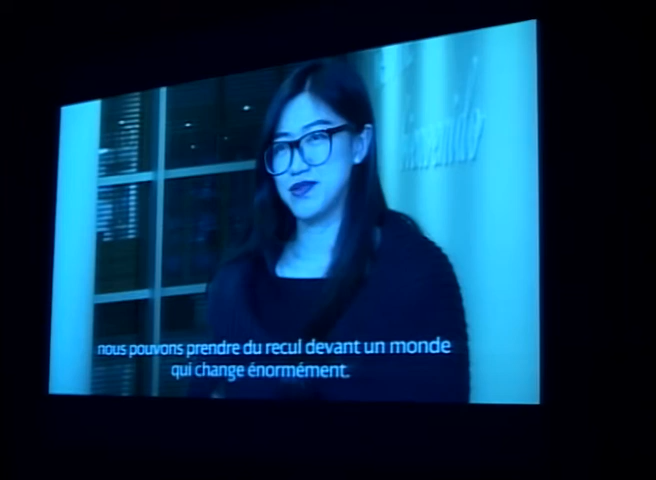 nous pouvons prendre du recul devant un monde
qui change énormément.